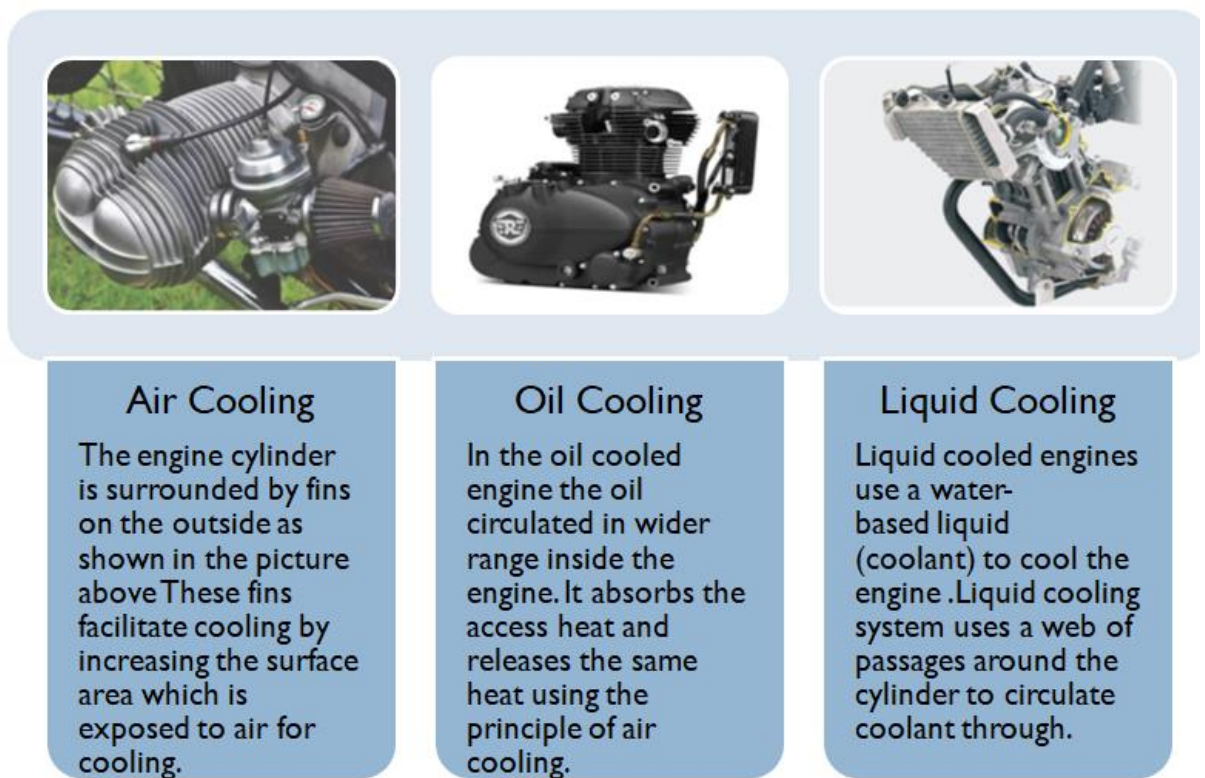 Air Cooling
The engine cylinder
is surrounded by fins
on the outside as
shown in the picture
above These fins
facilitate cooling by
increasing the surface
area which is
exposed to air for
cooling.
Oil Cooling
In the oil cooled
engine the oil
circulated in wider
range inside the
engine. It absorbs the
access heat and
releases the same
heat using the
principle of air
cooling.
Liquid Cooling
Liquid cooled engines
use a water-
based liquid
(coolant) to cool the
engine .Liquid cooling
system uses a web of
passages around the
cylinder to circulate
coolant through.